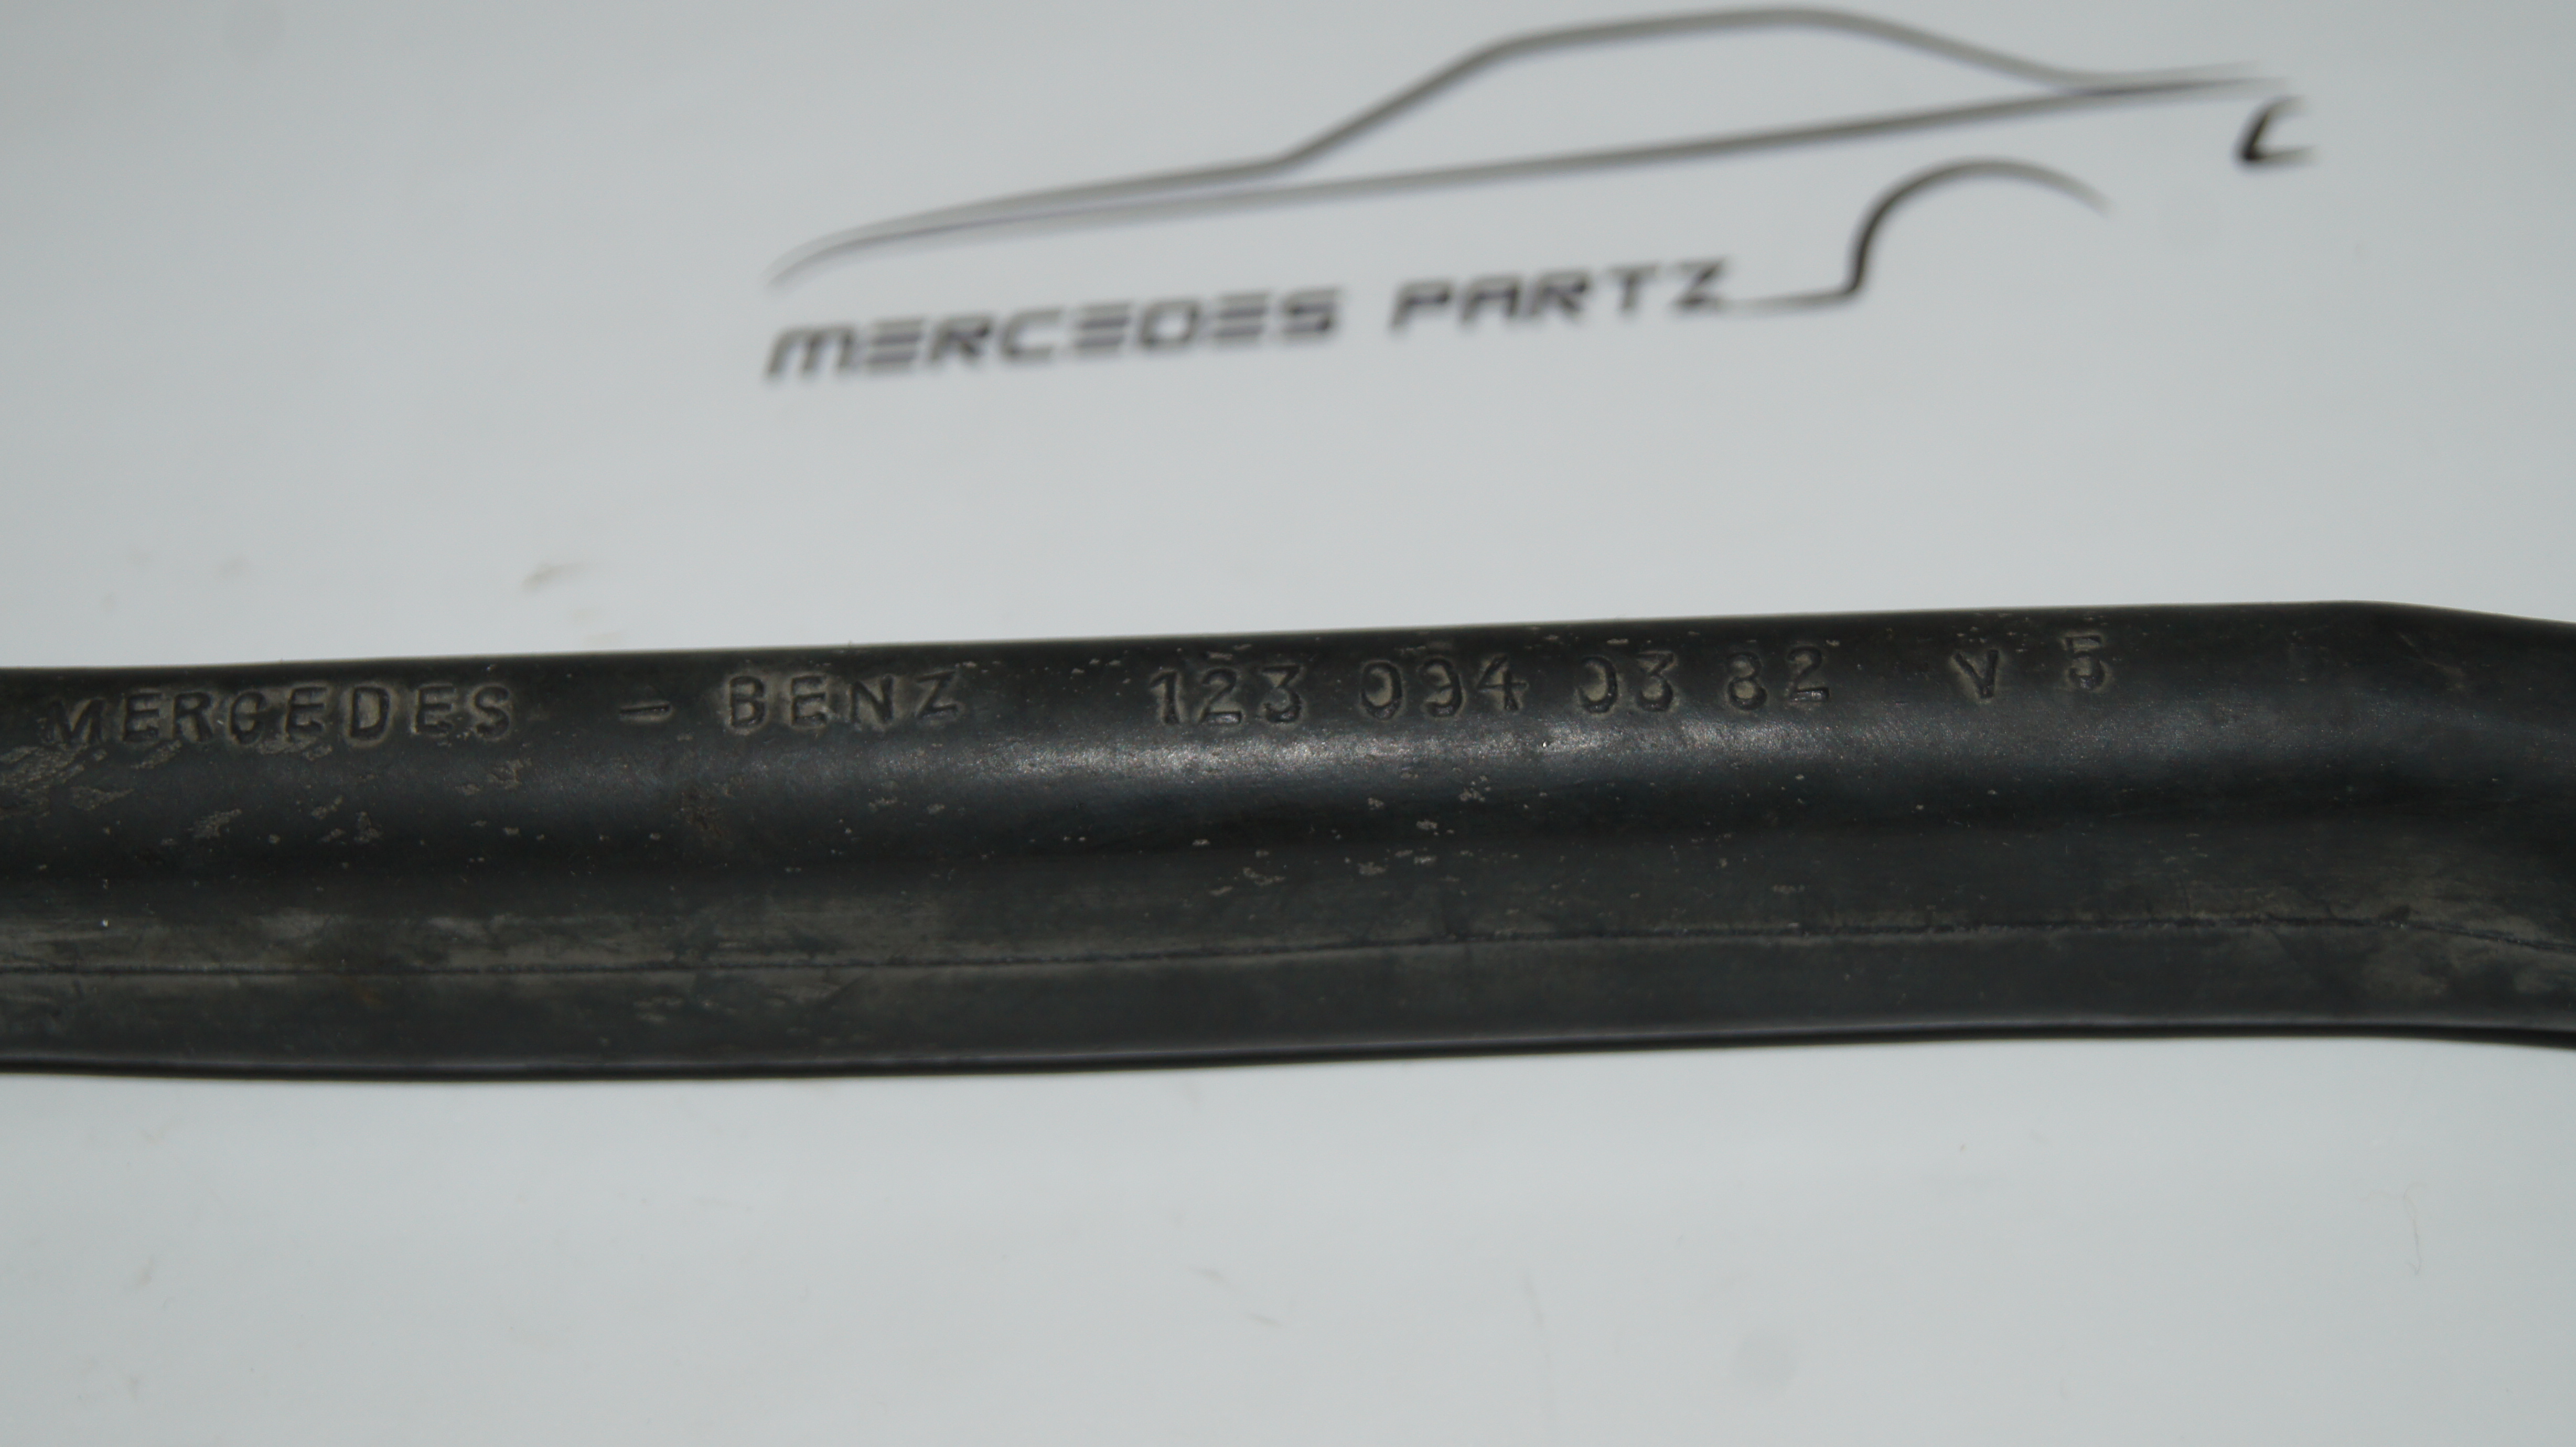 MERCEDES PARTZ
MERCEDES - BENZ 123 094 03 82 V 5